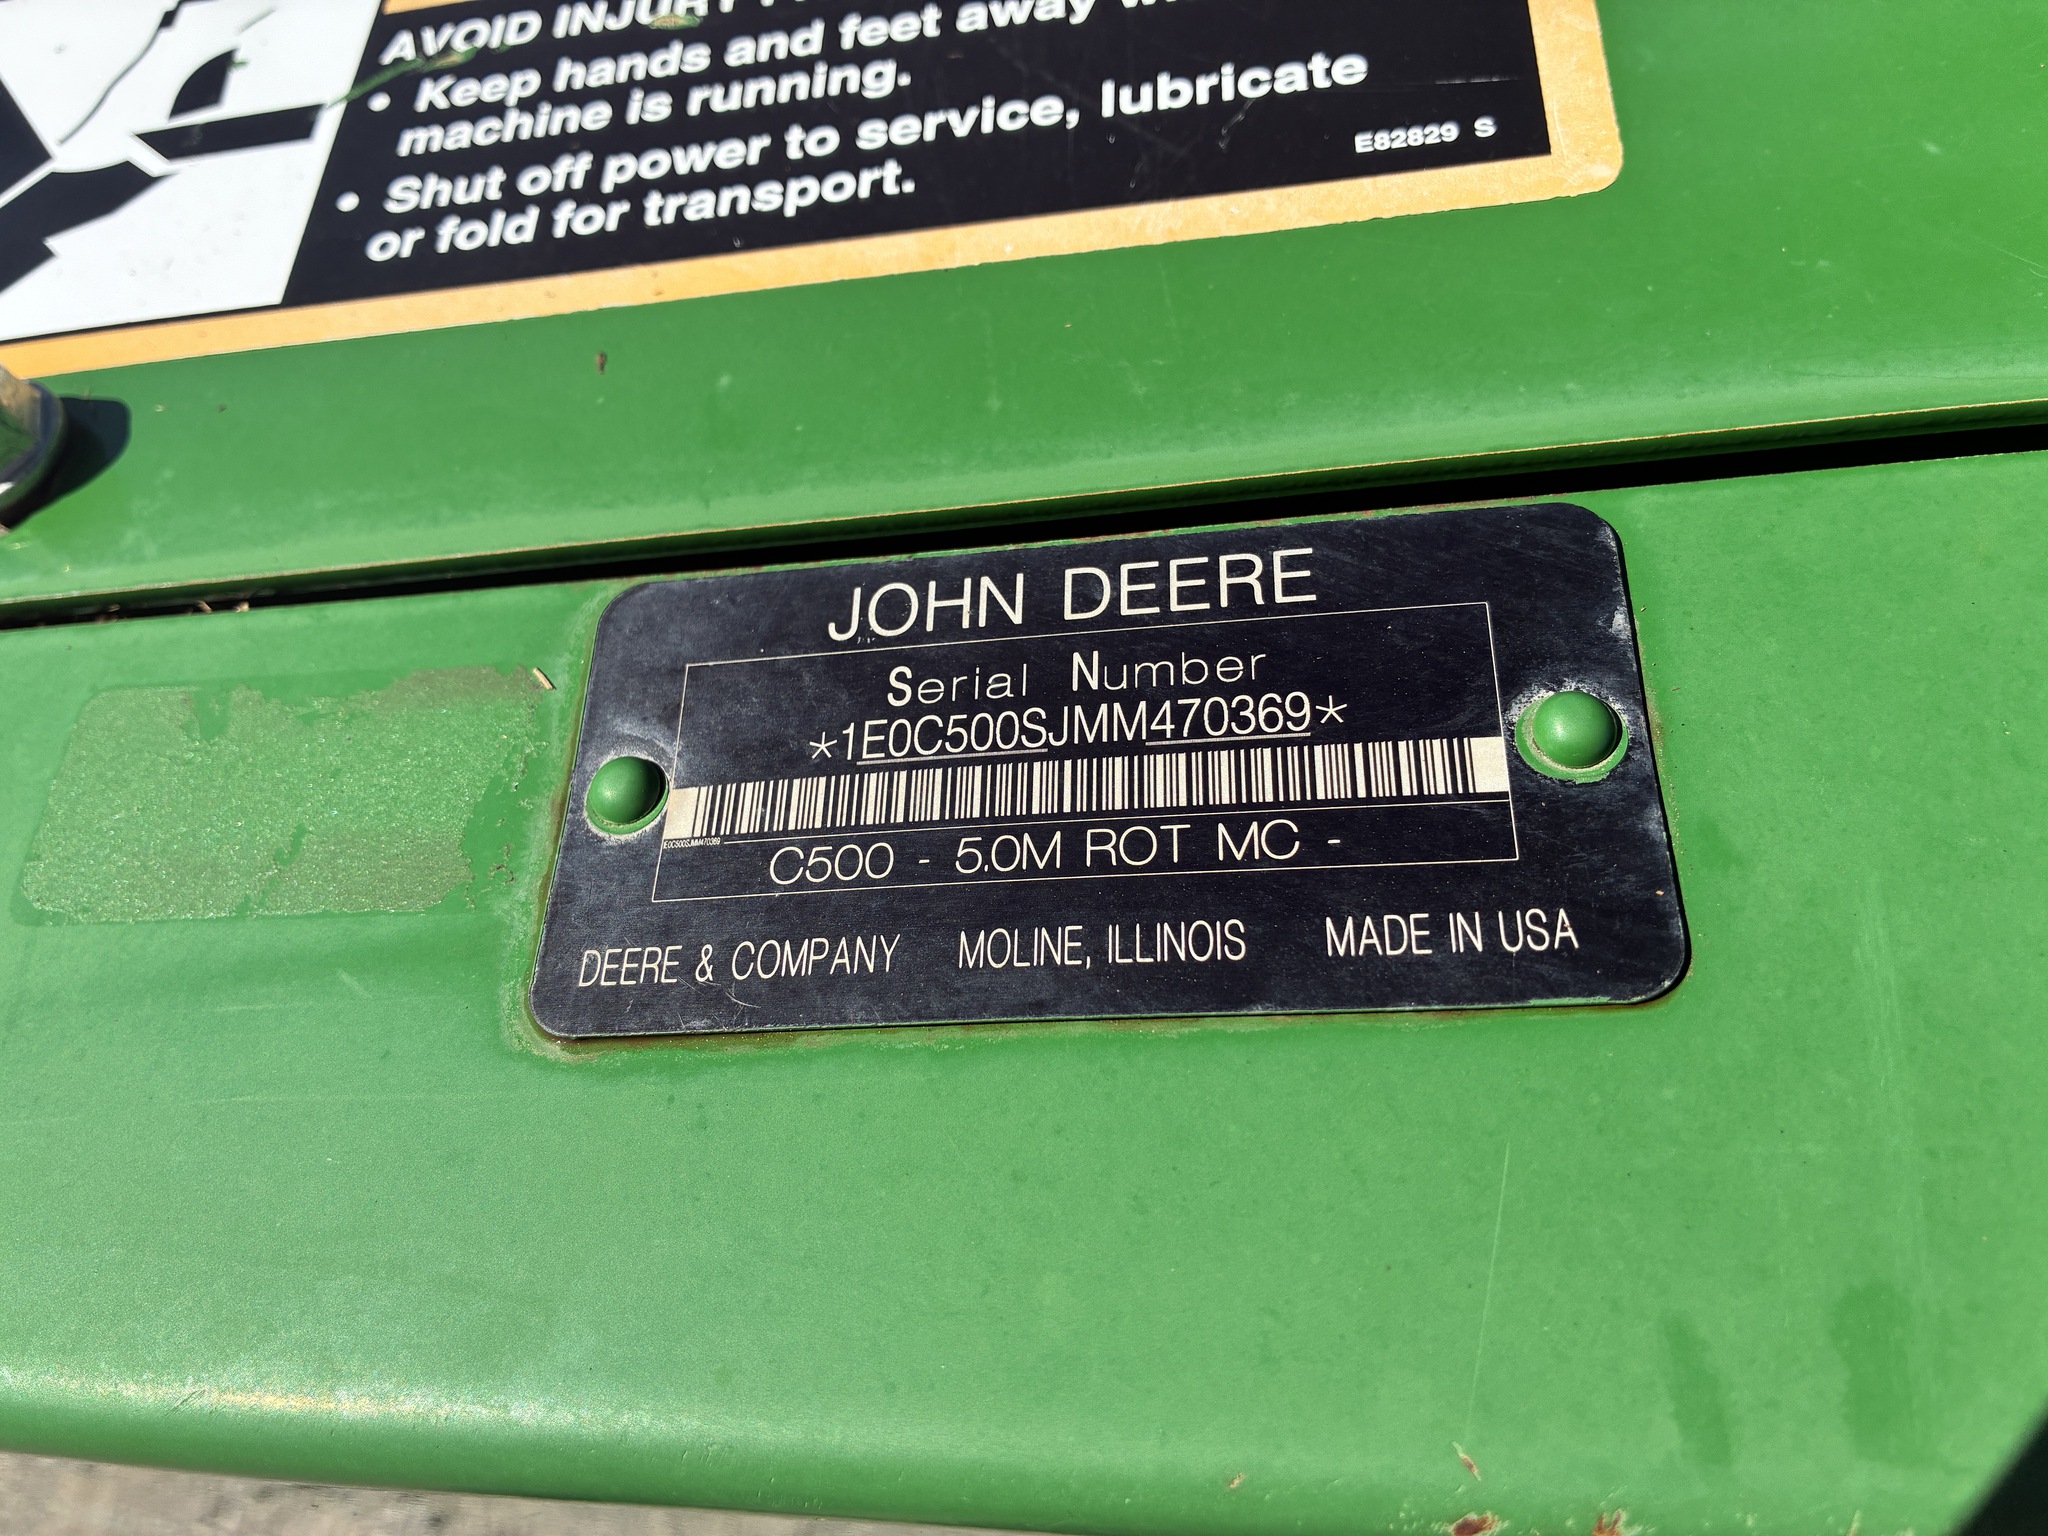 AVOID INJURY
• Keep hands and feet away
machine is running.
• Shut off power to service, lubricate
or fold for transport.
E82829 S
JOHN DEERE
Serial Number
*1E0C500SJMM470369*
1E0C500SJMM470369
C500 - 5.0M ROT MC -
DEERE & COMPANY MOLINE, ILLINOIS MADE IN USA